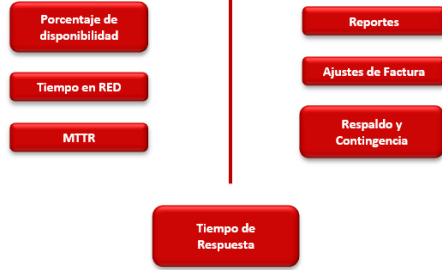 Porcentaje de
disponibilidad
Tiempo en RED
MTTR
Reportes
Ajustes de Factura
Respaldo y
Contingencia
Tiempo de
Respuesta